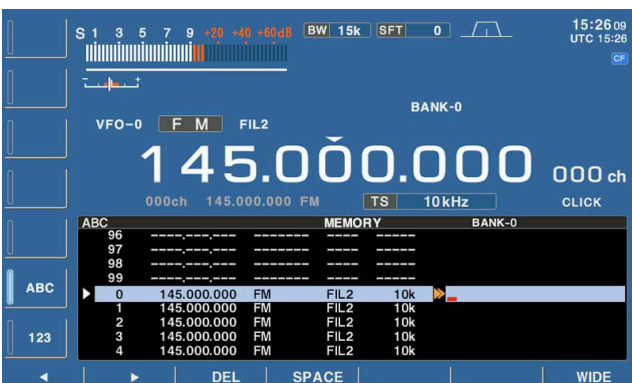 S 1 3 5 7 9 +20 +40 +60dB BW 15k SFT 0 15:26 09
UTC 15:26
CF
BANK-0
VFO-0 FM FIL2
145.000.000 000 ch
000ch 145.000.000 FM TS 10kHz CLICK
ABC MEMORY BANK-0
96 ----.---.--- ------- ---- -----
97 ----.---.--- ------- ---- -----
98 ----.---.--- ------- ---- -----
99 ----.---.--- ------- ---- -----
0 145.000.000 FM FIL2 10k
1 145.000.000 FM FIL2 10k
2 145.000.000 FM FIL2 10k
3 145.000.000 FM FIL2 10k
4 145.000.000 FM FIL2 10k
ABC
123
DEL SPACE WIDE